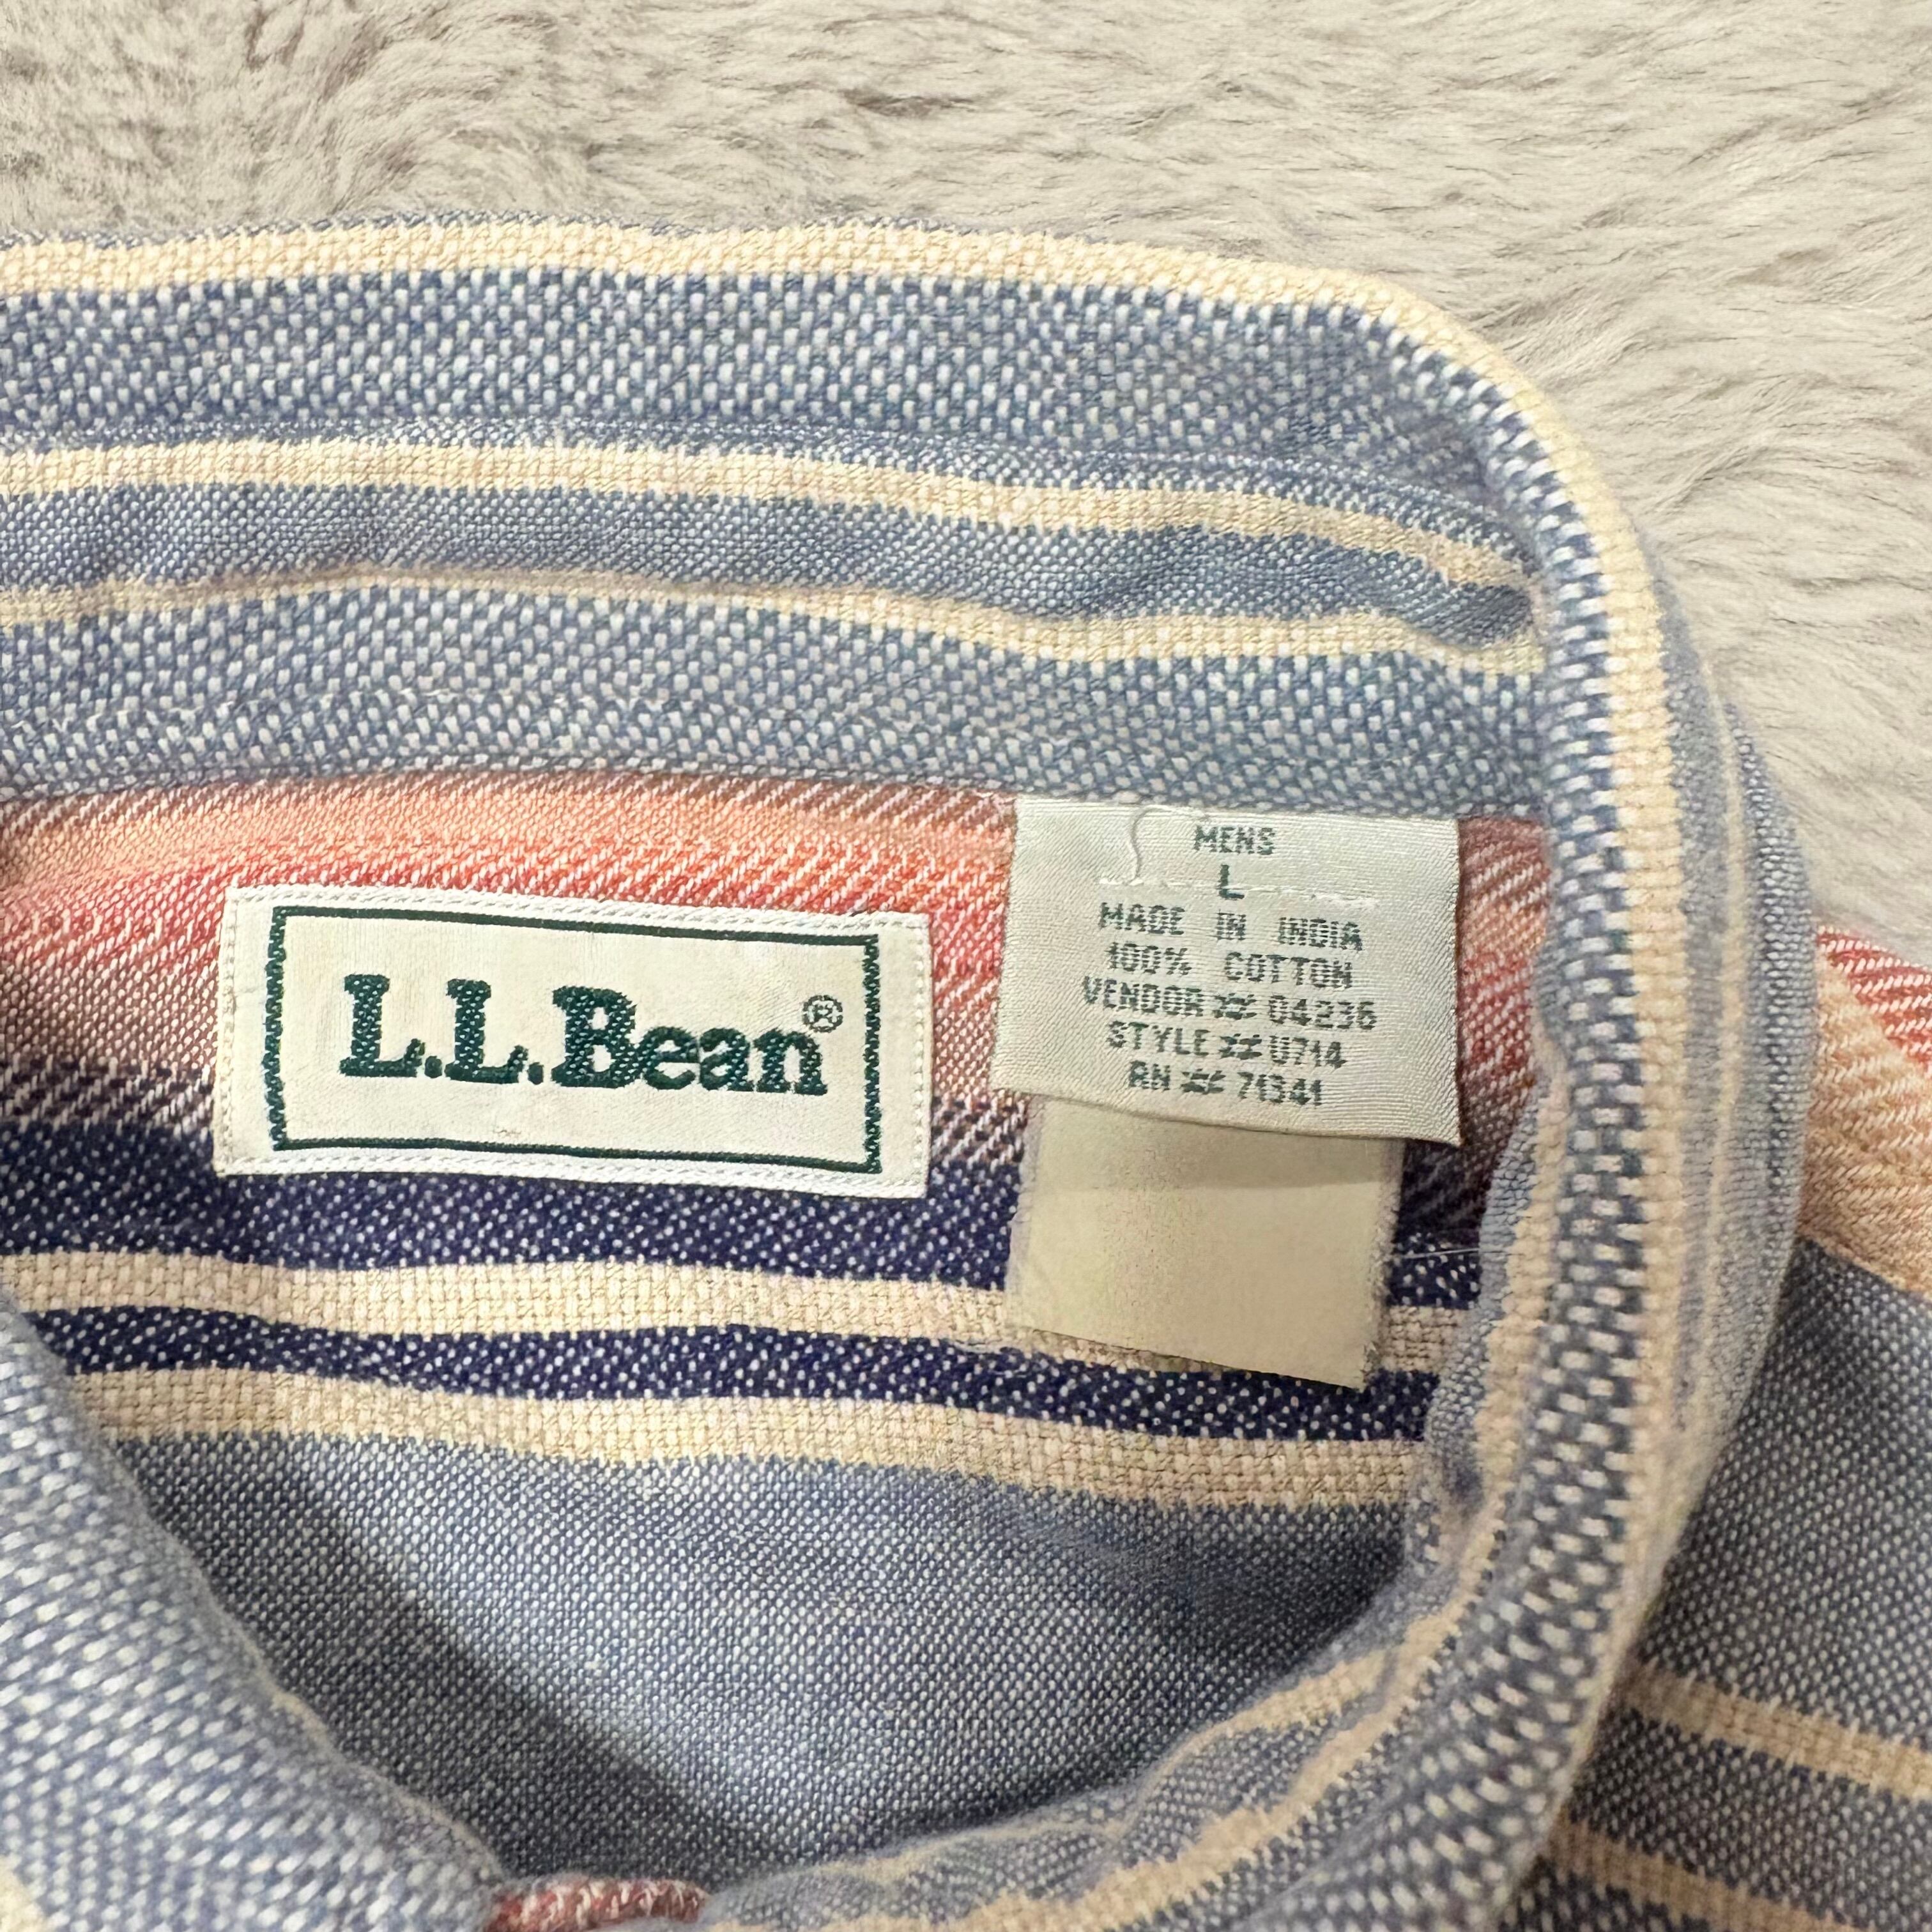 L.L.Bean®
MENS
L
MADE IN INDIA
100% COTTON
VENDOR # 04236
STYLE # U714
RN # 71341